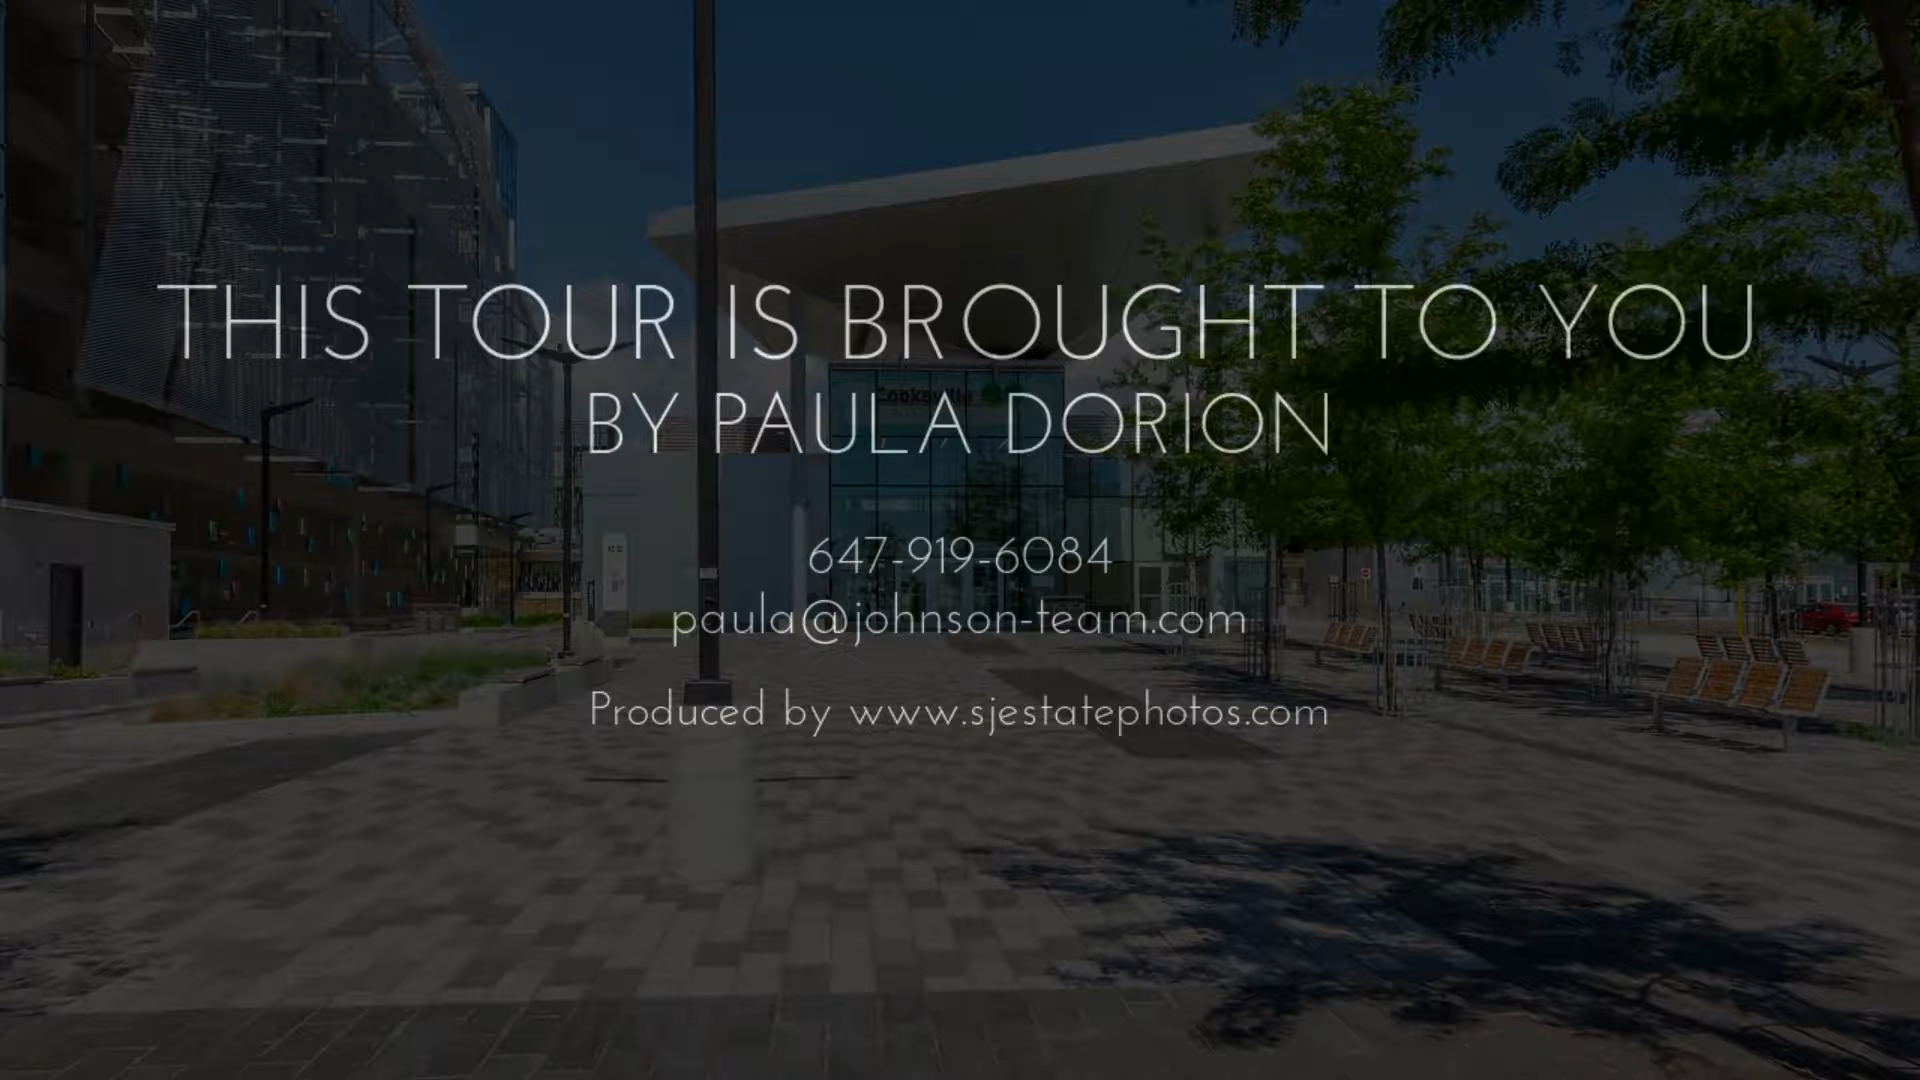 THIS TOUR IS BROUGHT TO YOU
BY PAULA DORION
Cooksville
647-919-6084
paula@johnson-team.com
Produced by www.sjestatephotos.com